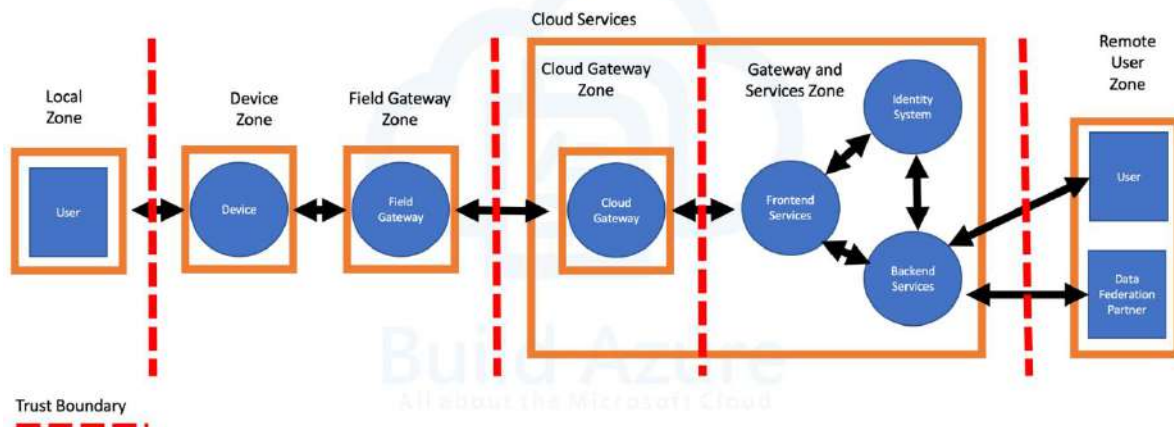 Cloud Services
Local
Zone
Device
Zone
Field Gateway
Zone
Cloud Gateway
Zone
Gateway and
Services Zone
Remote
User
Zone
User
Device
Field
Gateway
Cloud
Gateway
Frontend
Services
Identity
System
Backend
Services
User
Data
Federation
Partner
Build Azure
All about the Microsoft Cloud
Trust Boundary